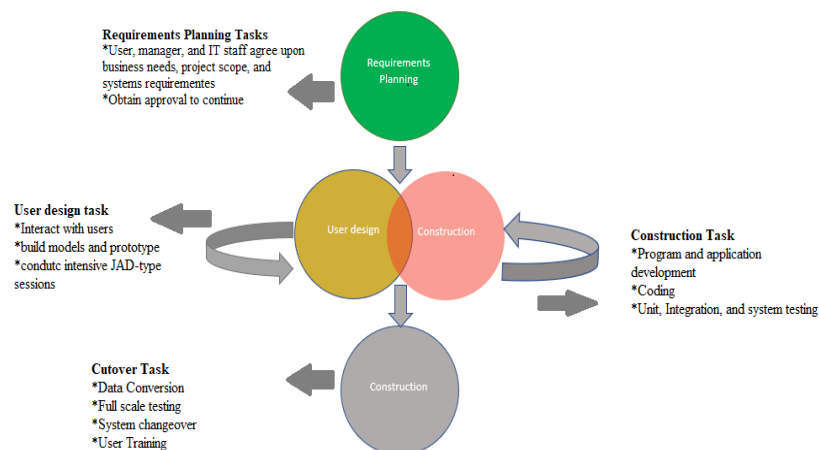 Requirements Planning Tasks
*User, manager, and IT staff agree upon
business needs, project scope, and
systems requirementes
*Obtain approval to continue
Requirements
Planning
User design task
*Interact with users
*build models and prototype
*condutc intensive JAD-type
sessions
User design
Construction
Construction Task
*Program and application
development
*Coding
*Unit, Integration, and system testing
Cutover Task
*Data Conversion
*Full scale testing
*System changeover
*User Training
Construction